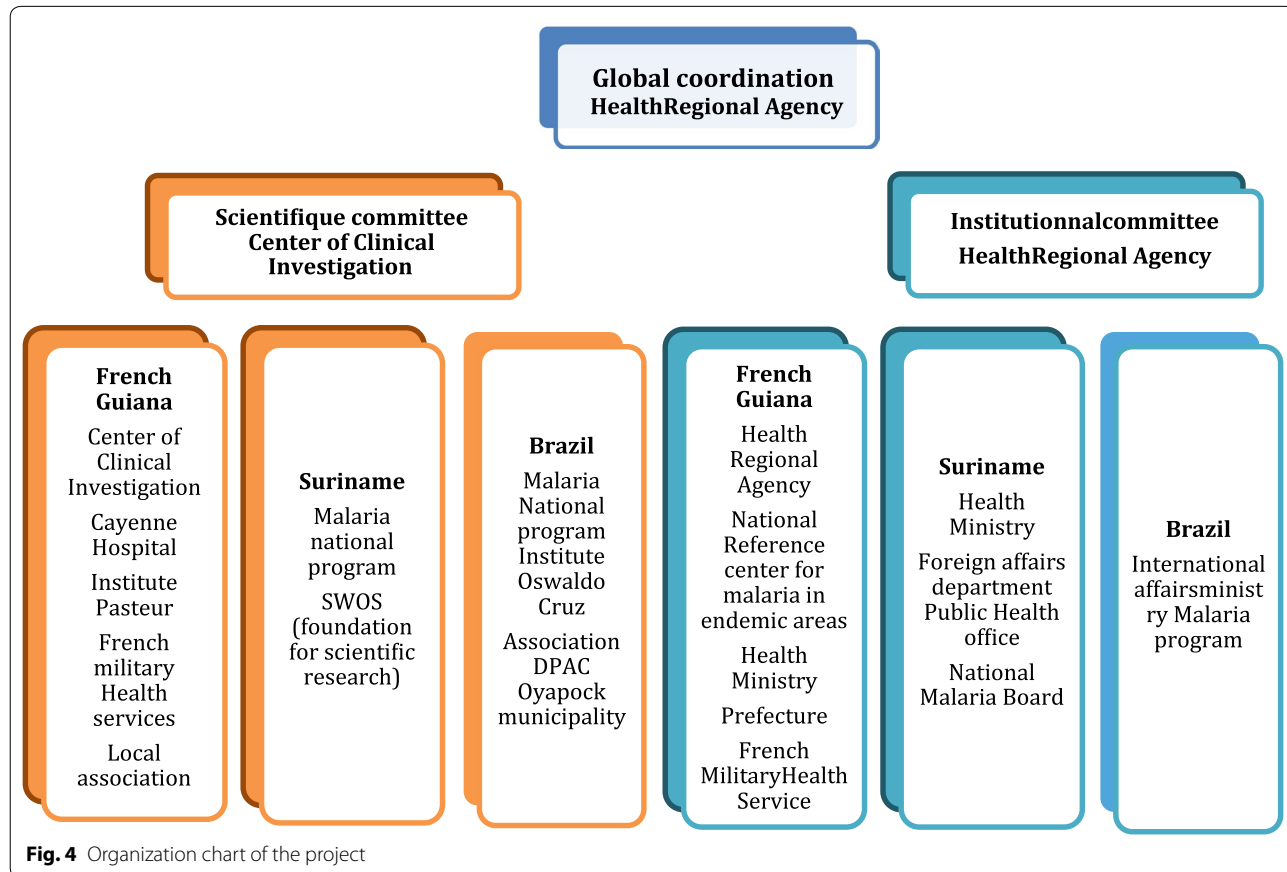 Global coordination
HealthRegional Agency
Scientifique committee
Center of Clinical
Investigation
Institutionnalcommittee
HealthRegional Agency
French
Guiana
Center of
Clinical
Investigation
Cayenne
Hospital
Institute
Pasteur
French
military
Health
services
Local
association
Suriname
Malaria
national
program
SWOS
(foundation
for scientific
research)
Brazil
Malaria
National
program
Institute
Oswaldo
Cruz
Association
DPAC
Oyapock
municipality
French
Guiana
Health
Regional
Agency
National
Reference
center for
malaria in
endemic areas
Health
Ministry
Prefecture
French
MilitaryHealth
Service
Suriname
Health
Ministry
Foreign affairs
department
Public Health
office
National
Malaria Board
Brazil
International
affairsminist
ry Malaria
program
Fig. 4 Organization chart of the project